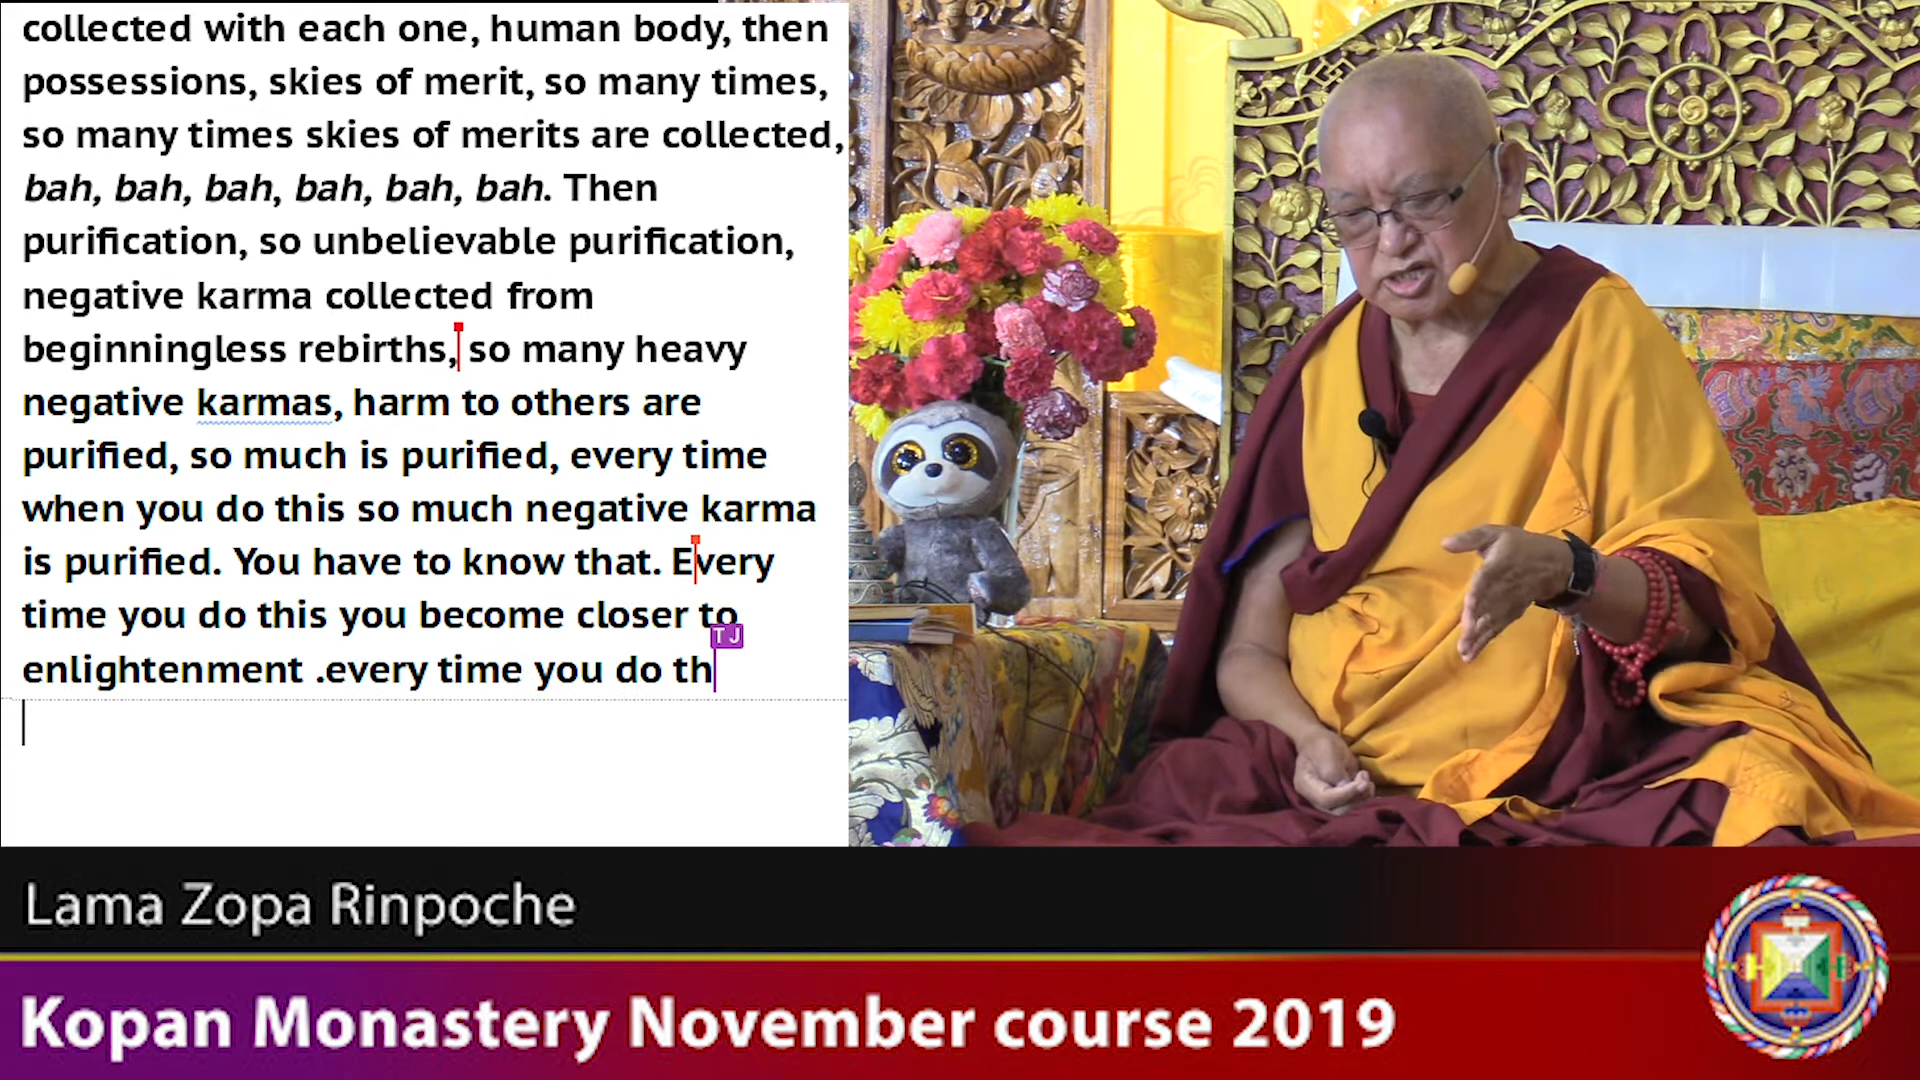 collected with each one, human body, then
possessions, skies of merit, so many times,
so many times skies of merits are collected,
bah, bah, bah, bah, bah, bah. Then
purification, so unbelievable purification,
negative karma collected from
beginningless rebirths, so many heavy
negative karmas, harm to others are
purified, so much is purified, every time
when you do this so much negative karma
is purified. You have to know that. Every
time you do this you become closer to
TJ
enlightenment .every time you do th
Lama Zopa Rinpoche
Kopan Monastery November course 2019